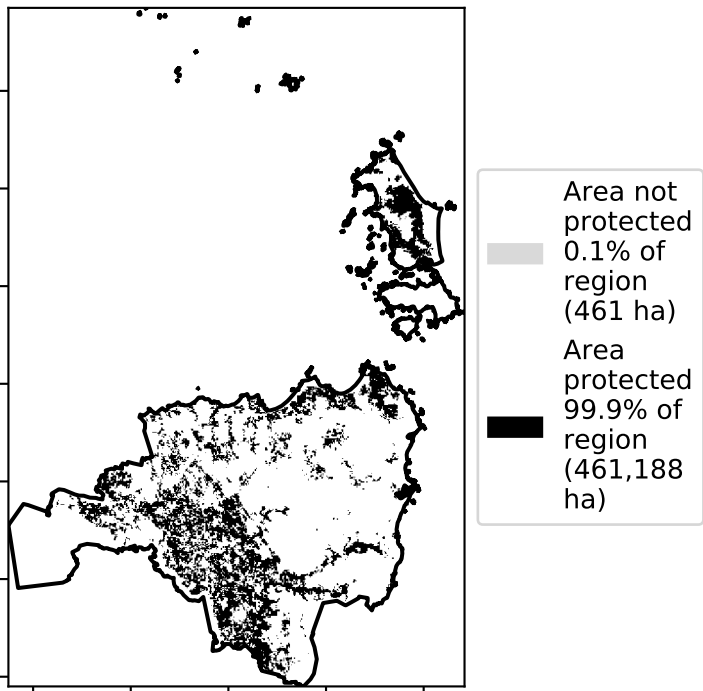 Area not
protected
0.1% of
region
(461 ha)
Area
protected
99.9% of
region
(461,188
ha)